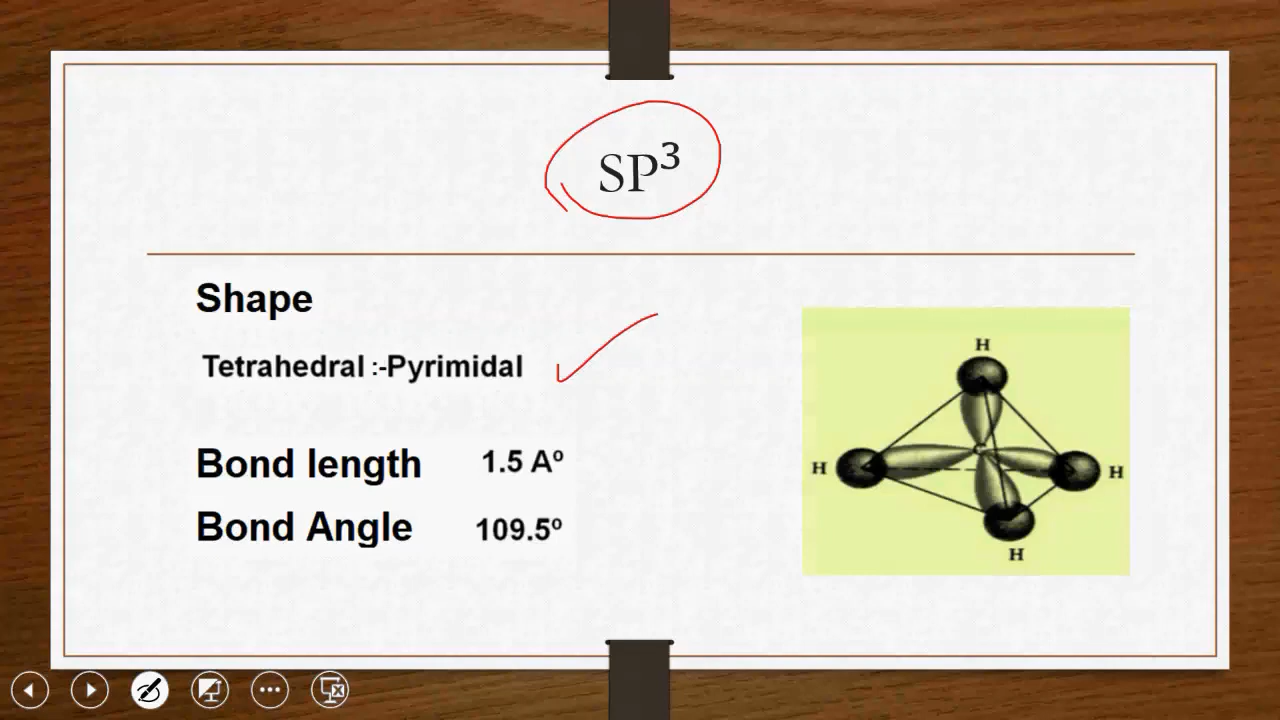 SP³
Shape
Tetrahedral :-Pyrimidal
Bond length 1.5 Aº
Bond Angle 109.5º
H
C
H
H
H